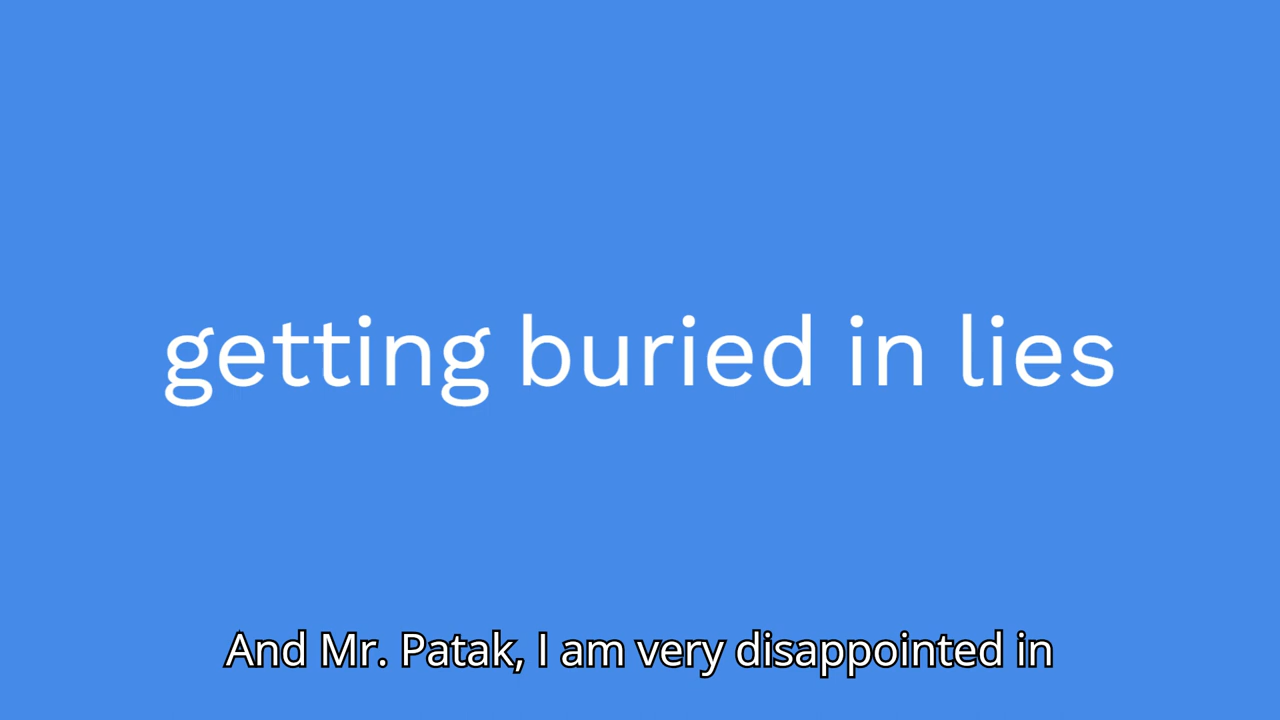 getting buried in lies
And Mr. Patak, I am very disappointed in